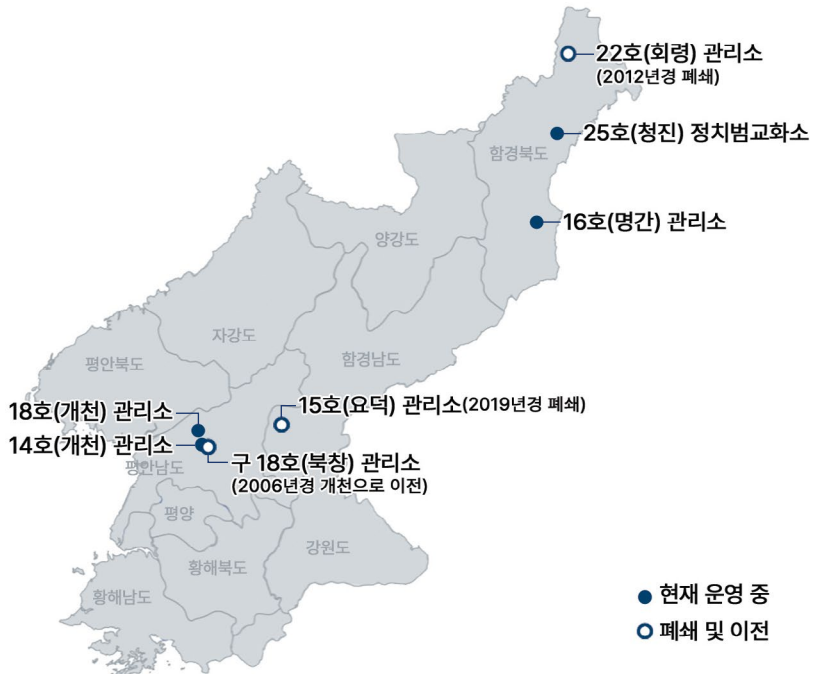 22호(회령) 관리소
(2012년경 폐쇄)
25호(청진) 정치범교화소
함경북도
16호(명간) 관리소
양강도
자강도
함경남도
평안북도
15호(요덕) 관리소(2019년경 폐쇄)
18호(개천) 관리소
14호(개천) 관리소
평안남도
구 18호(북창) 관리소
(2006년경 개천으로 이전)
평양
강원도
황해북도
황해남도
현재 운영 중
폐쇄 및 이전